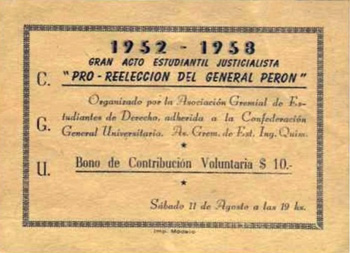 1952 - 1958
GRAN ACTO ESTUDIANTIL JUSTICIALISTA
"PRO-REELECCION DEL GENERAL PERON"
C.
G.
U.
Organizado por la Asociación Gremial de Es-
tudiantes de Derecho, adherida a la Confederación
General Universitaria. As. Grem. de Est. Ing. Quím.
★
Bono de Contribución Voluntaria $ 10.-
★
Sábado 11 de Agosto a las 19 hs.
Imp. Modelo